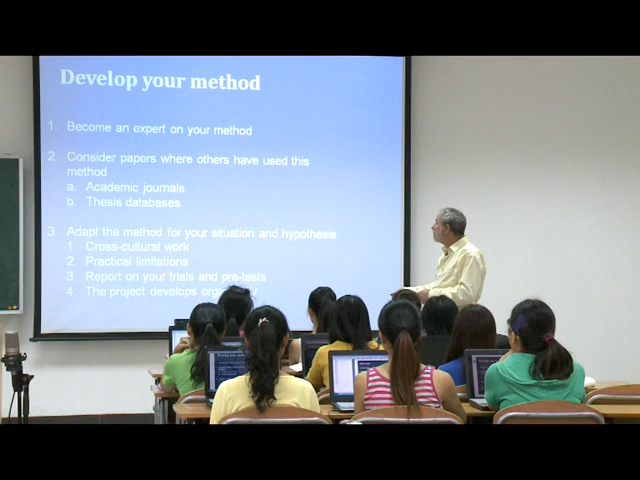 Develop your method
1. Become an expert on your method
2. Consider papers where others have used this
method
a. Academic journals
b. Thesis databases
3. Adapt the method for your situation and hypothesis
1. Cross-cultural work
2. Practical limitations
3. Report on your trials and pre-tests
4. The project develops